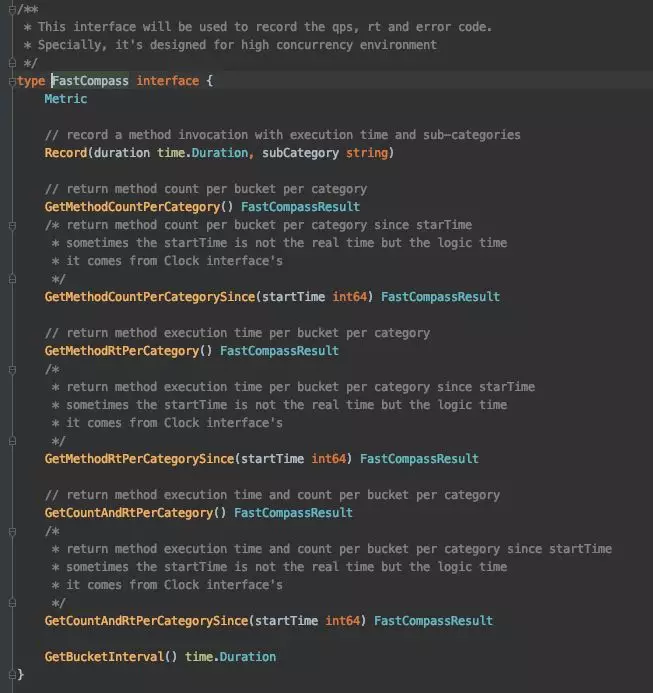 /**
 * This interface will be used to record the qps, rt and error code.
 * Specially, it's designed for high concurrency environment
 */
type FastCompass interface {
    Metric

    // record a method invocation with execution time and sub-categories
    Record(duration time.Duration, subCategory string)

    // return method count per bucket per category
    GetMethodCountPerCategory() FastCompassResult
    /* return method count per bucket per category since starTime
     * sometimes the startTime is not the real time but the logic time
     * it comes from Clock interface's
     */
    GetMethodCountPerCategorySince(startTime int64) FastCompassResult

    // return method execution time per bucket per category
    GetMethodRtPerCategory() FastCompassResult
    /*
     * return method execution time per bucket per category since starTime
     * sometimes the startTime is not the real time but the logic time
     * it comes from Clock interface's
     */
    GetMethodRtPerCategorySince(startTime int64) FastCompassResult

    // return method execution time and count per bucket per category
    GetCountAndRtPerCategory() FastCompassResult
    /*
     * return method execution time and count per bucket per category since startTime
     * sometimes the startTime is not the real time but the logic time
     * it comes from Clock interface's
     */
    GetCountAndRtPerCategorySince(startTime int64) FastCompassResult

    GetBucketInterval() time.Duration
}